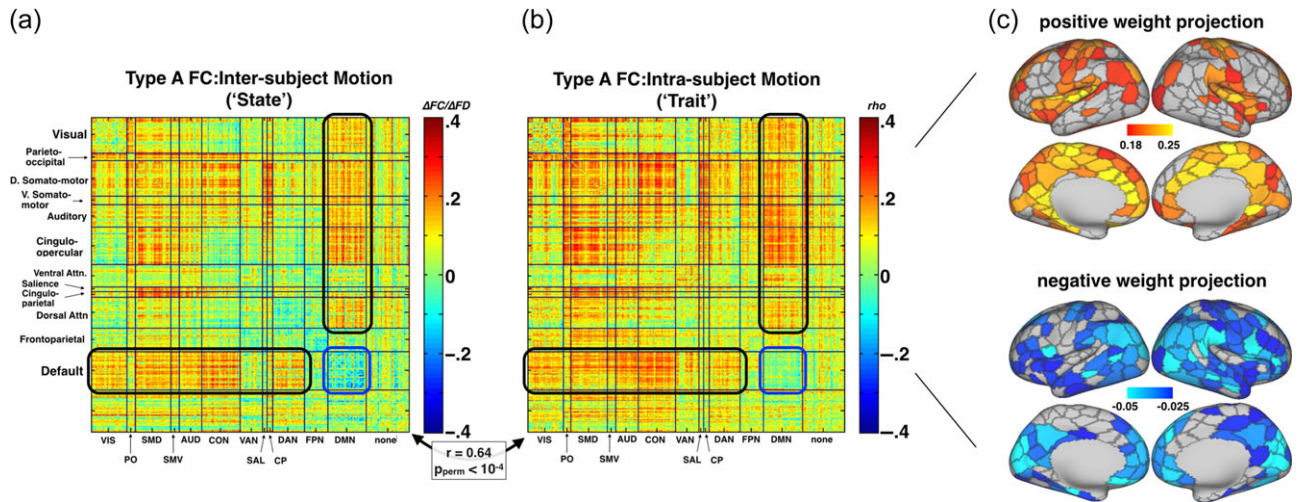 (a)
Type A FC:Inter-subject Motion
('State')
ΔFC/ΔFD
.4
.2
0
-.2
-.4
Visual
Parieto-
occipital
D. Somato-motor
V. Somato-
motor
Auditory
Cingulo-
opercular
Ventral Attn.
Salience
Cingulo-
parietal
Dorsal Attn
Frontoparietal
Default
VIS SMD AUD CON VAN DAN FPN DMN none
PO SMV SAL CP
r = 0.64
pperm < 10-4
(b)
Type A FC:Intra-subject Motion
('Trait')
rho
.4
.2
0
-.2
-.4
VIS SMD AUD CON VAN DAN FPN DMN none
PO SMV SAL CP
(c)
positive weight projection
0.18 0.25
negative weight projection
-0.05 -0.025